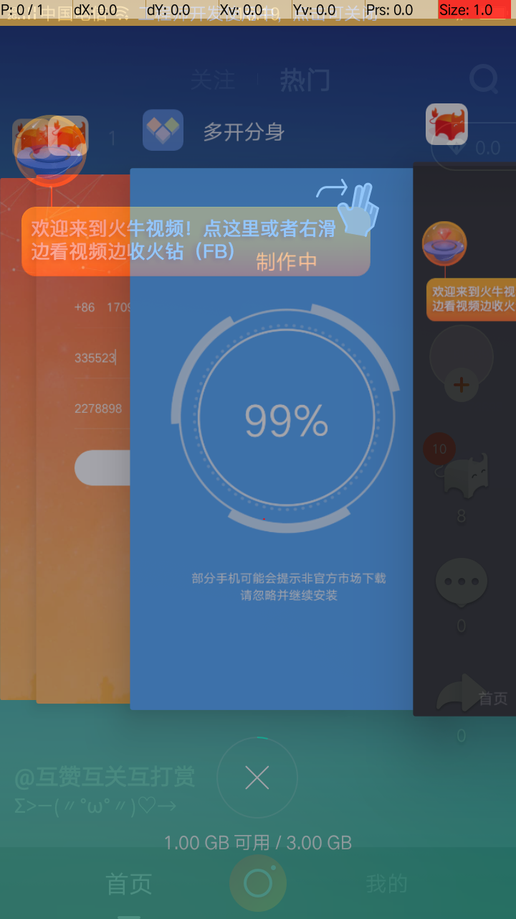 P: 0 / 1 dX: 0.0 dY: 0.0 Xv: 0.0 Yv: 0.0 Prs: 0.0 Size: 1.0
关注 热门
多开分身
1
0.0
欢迎来到火牛视频！点这里或者右滑
边看视频边收火钻（FB）
制作中
欢迎来到火牛视
边看视频边收火
+86 1709
335523
2278898
99%
10
8
部分手机可能会提示非官方市场下载
请忽略并继续安装
0
首页
0
@互赞互关互打赏
Σ>―(〃°ω°〃)♡→
1.00 GB 可用 / 3.00 GB
首页
我的